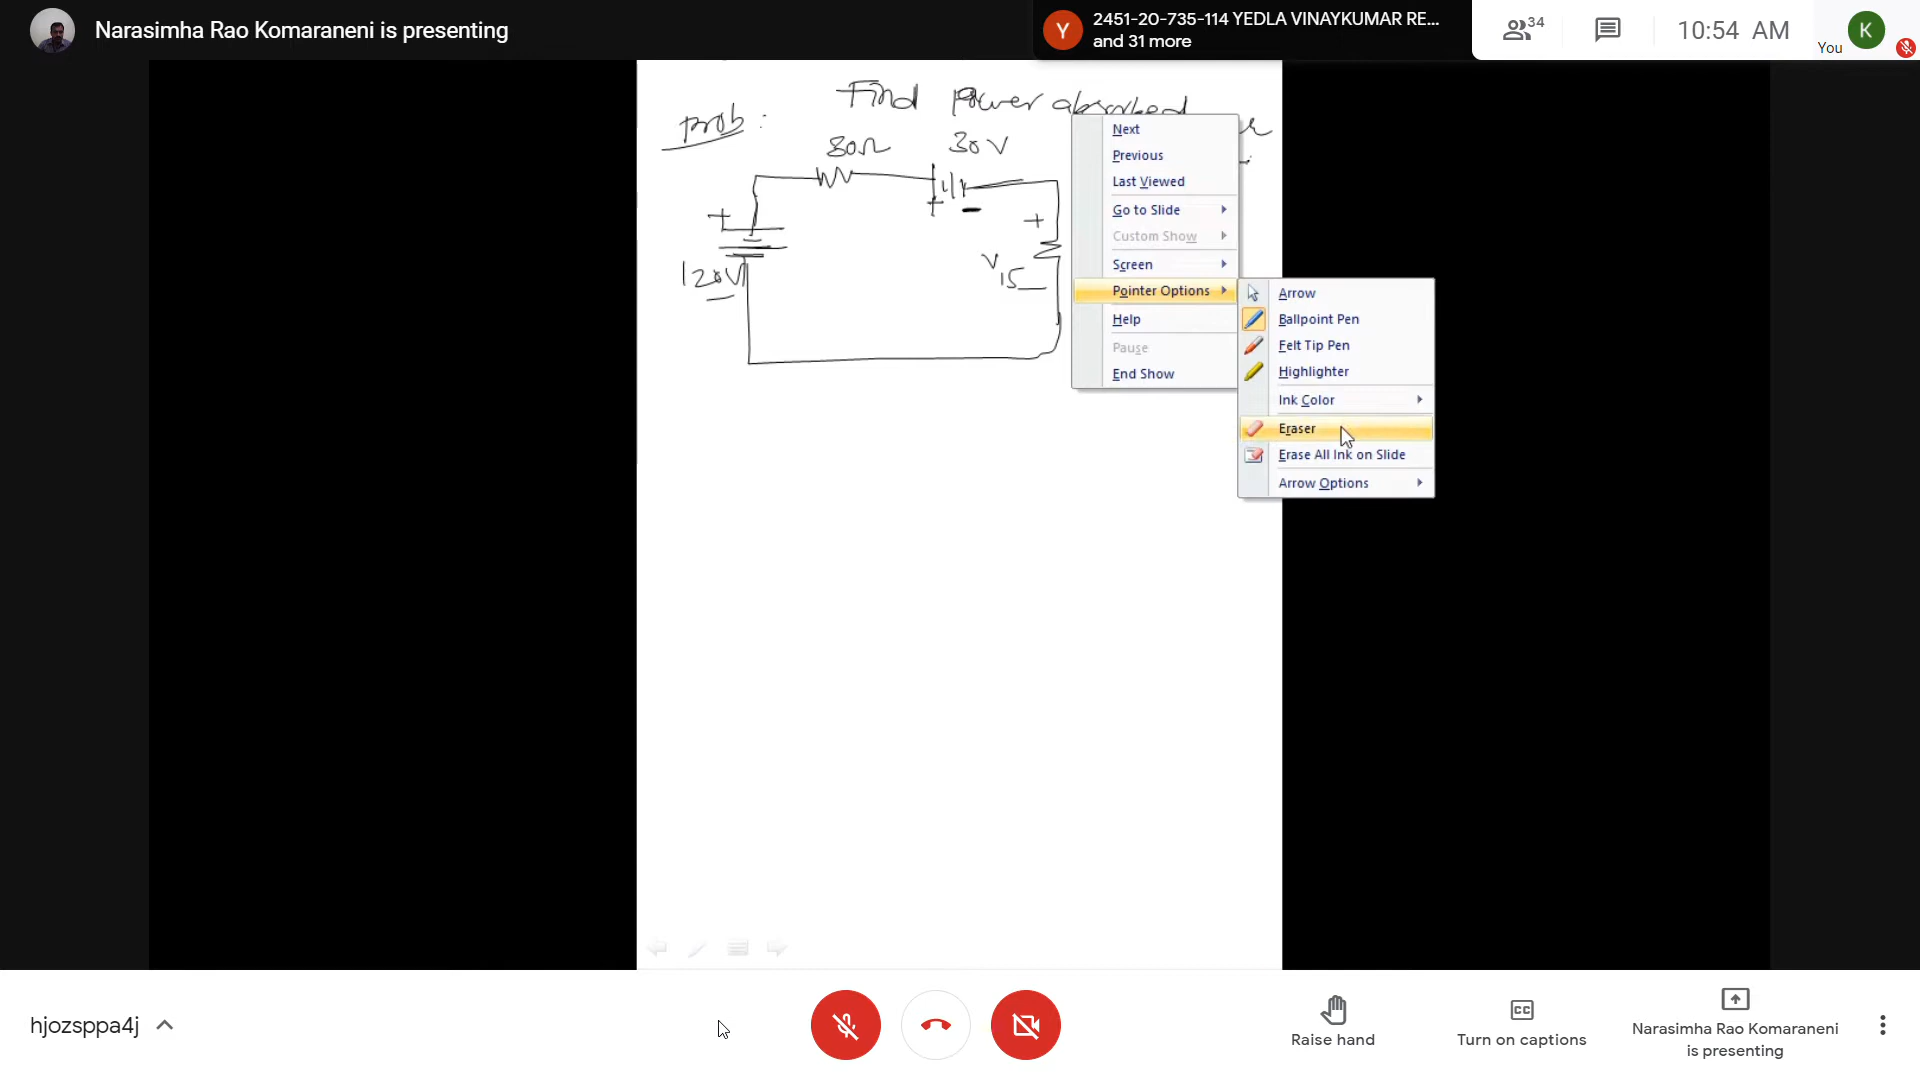 Narasimha Rao Komaraneni is presenting
Y
2451-20-735-114 YEDLA VINAYKUMAR RE...
and 31 more
34
10:54 AM
You
K
Find Power absorbed
prob :
30Ω
30V
+
+
-
+
V15
120V
Next
Previous
Last Viewed
Go to Slide
Custom Show
Screen
Pointer Options
Help
Pause
End Show
Arrow
Ballpoint Pen
Felt Tip Pen
Highlighter
Ink Color
Eraser
Erase All Ink on Slide
Arrow Options
hjozsppa4j
Raise hand
Turn on captions
Narasimha Rao Komaraneni
is presenting